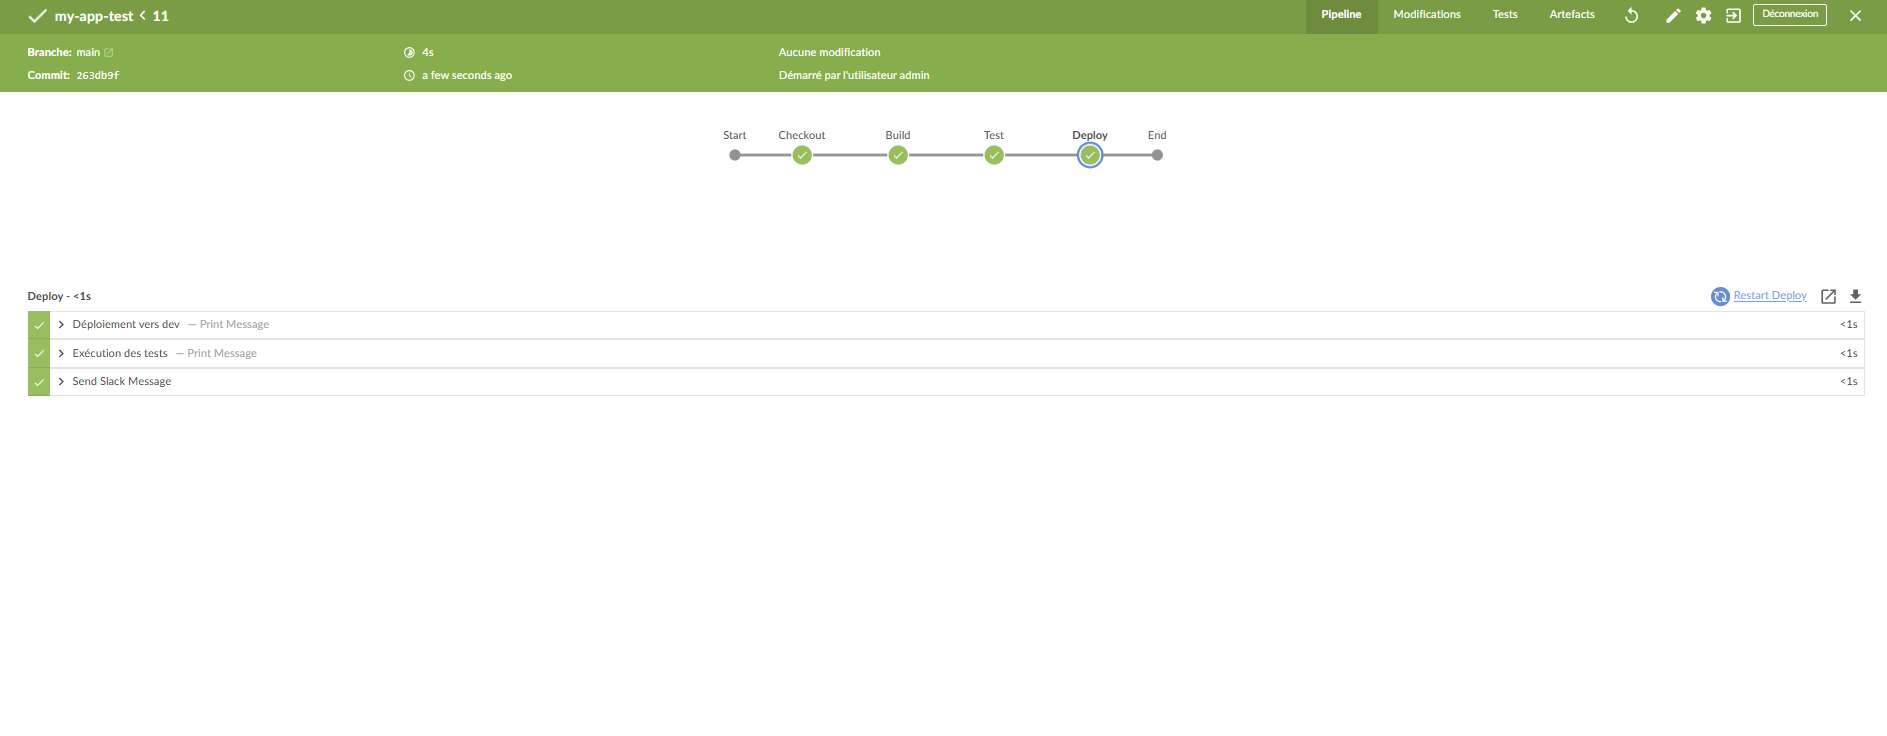 my-app-test < 11
Pipeline Modifications Tests Artefacts Déconnexion
Branche: main 4s Aucune modification
Commit: 263db9f a few seconds ago Démarré par l'utilisateur admin
Start Checkout Build Test Deploy End
Deploy - <1s Restart Deploy
Déploiement vers dev — Print Message <1s
Exécution des tests — Print Message <1s
Send Slack Message <1s